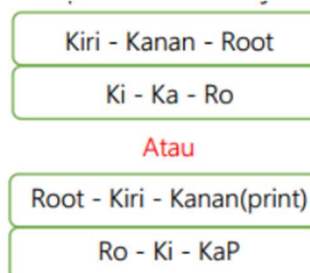 Kiri - Kanan - Root
Ki - Ka - Ro
Atau
Root - Kiri - Kanan(print)
Ro - Ki - KaP